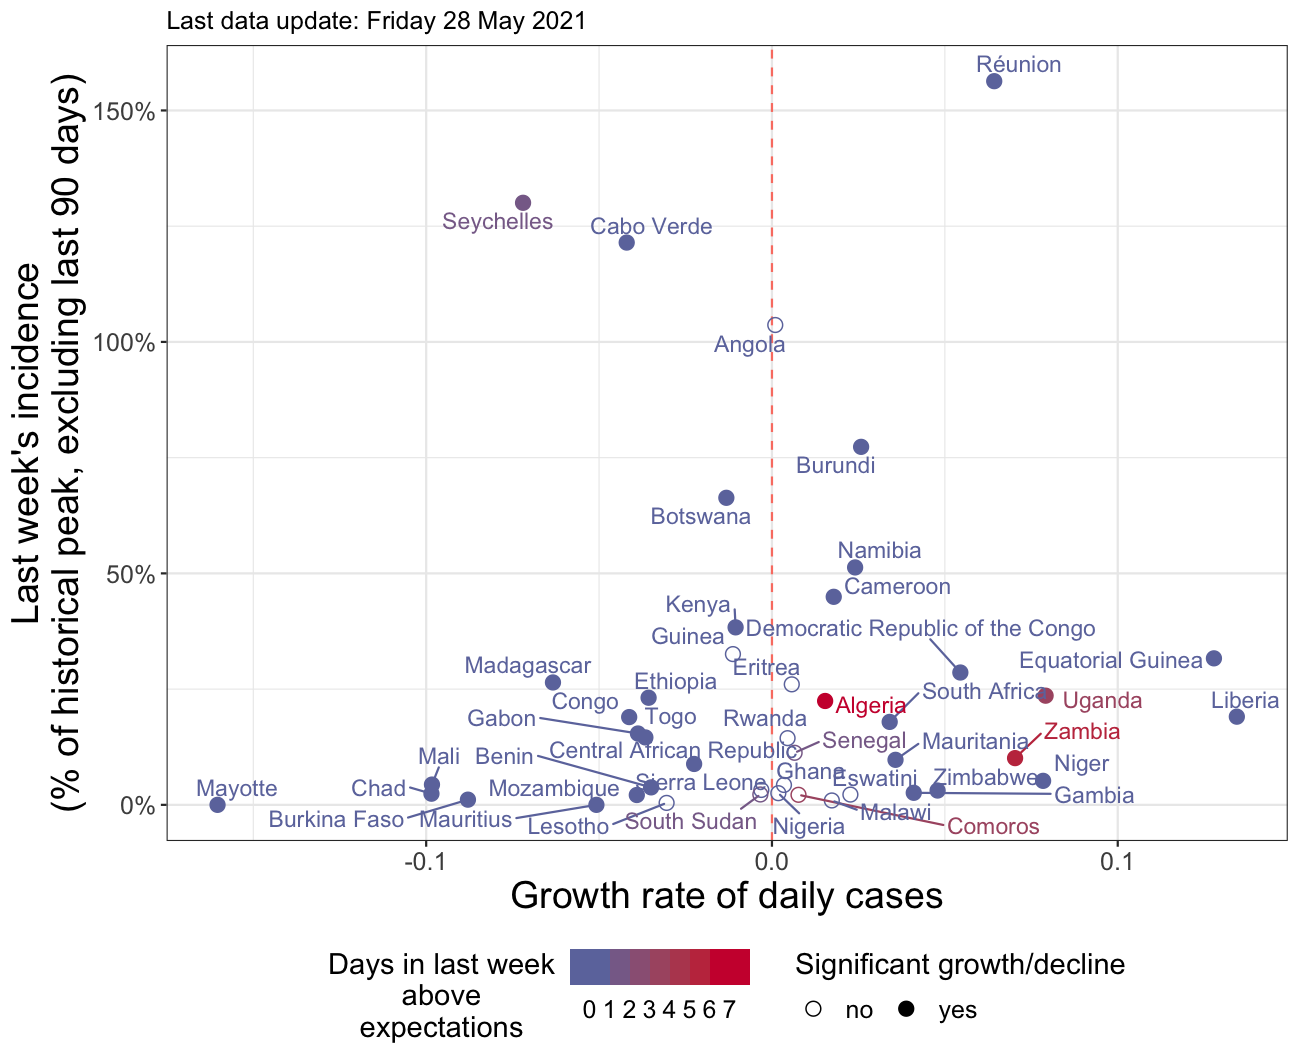 Last data update: Friday 28 May 2021
Last week's incidence
(% of historical peak, excluding last 90 days)
150%
100%
50%
0%
Réunion
Seychelles
Cabo Verde
Angola
Burundi
Botswana
Namibia
Cameroon
Kenya
Democratic Republic of the Congo
Guinea
Equatorial Guinea
Madagascar
Eritrea
Ethiopia
South Africa
Congo
Algeria
Uganda
Liberia
Gabon
Togo
Rwanda
Zambia
Senegal
Mauritania
Mali
Benin
Central African Republic
Niger
Ghana
Eswatini
Zimbabwe
Mayotte
Chad
Mozambique
Sierra Leone
Gambia
Burkina Faso
Mauritius
Lesotho
South Sudan
Nigeria
Malawi
Comoros
-0.1
0.0
0.1
Growth rate of daily cases
Days in last week
above
expectations
0 1 2 3 4 5 6 7
Significant growth/decline
no
yes